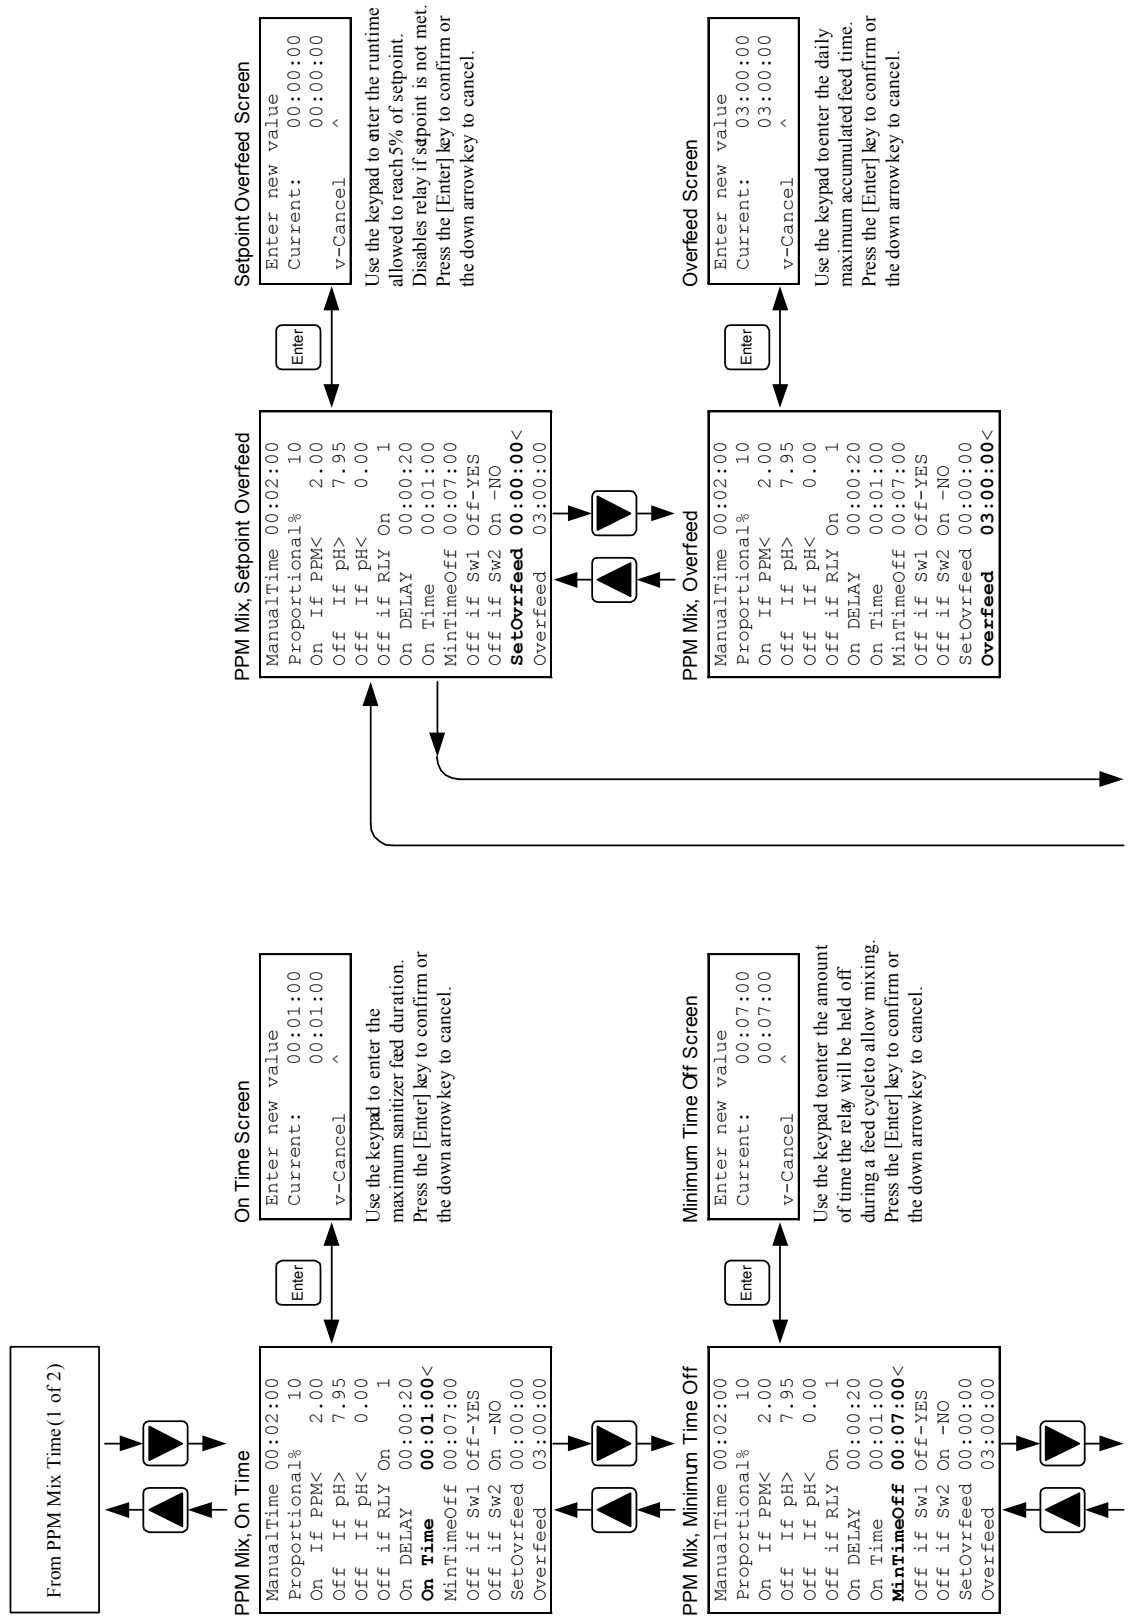 From PPM Mix Time (1 of 2)
PPM Mix, On Time
ManualTime 00:02:00
Proportional% 10
On If PPM< 2.00
Off If pH> 7.95
Off If pH< 0.00
Off if RLY On 1
On DELAY 00:00:20
On Time 00:01:00<
MinTimeOff 00:07:00
Off if Sw1 Off-YES
Off if Sw2 On -NO
SetOvrfeed 00:00:00
Overfeed 03:00:00
Enter
On Time Screen
Enter new value
Current: 00:01:00
00:01:00
v-Cancel ^
Use the keypad to enter the
maximum sanitizer feed duration.
Press the [Enter] key to confirm or
the down arrow key to cancel.
PPM Mix, Minimum Time Off
ManualTime 00:02:00
Proportional% 10
On If PPM< 2.00
Off If pH> 7.95
Off If pH< 0.00
Off if RLY On 1
On DELAY 00:00:20
On Time 00:01:00
MinTimeOff 00:07:00<
Off if Sw1 Off-YES
Off if Sw2 On -NO
SetOvrfeed 00:00:00
Overfeed 03:00:00
Enter
Minimum Time Off Screen
Enter new value
Current: 00:07:00
00:07:00
v-Cancel ^
Use the keypad to enter the amount
of time the relay will be held off
during a feed cycle to allow mixing.
Press the [Enter] key to confirm or
the down arrow key to cancel.
PPM Mix, Setpoint Overfeed
ManualTime 00:02:00
Proportional% 10
On If PPM< 2.00
Off If pH> 7.95
Off If pH< 0.00
Off if RLY On 1
On DELAY 00:00:20
On Time 00:01:00
MinTimeOff 00:07:00
Off if Sw1 Off-YES
Off if Sw2 On -NO
SetOvrfeed 00:00:00<
Overfeed 03:00:00
Enter
Setpoint Overfeed Screen
Enter new value
Current: 00:00:00
00:00:00
v-Cancel ^
Use the keypad to enter the runtime
allowed to reach 5% of setpoint.
Disables relay if setpoint is not met.
Press the [Enter] key to confirm or
the down arrow key to cancel.
PPM Mix, Overfeed
ManualTime 00:02:00
Proportional% 10
On If PPM< 2.00
Off If pH> 7.95
Off If pH< 0.00
Off if RLY On 1
On DELAY 00:00:20
On Time 00:01:00
MinTimeOff 00:07:00
Off if Sw1 Off-YES
Off if Sw2 On -NO
SetOvrfeed 00:00:00
Overfeed 03:00:00<
Enter
Overfeed Screen
Enter new value
Current: 03:00:00
03:00:00
v-Cancel ^
Use the keypad to enter the daily
maximum accumulated feed time.
Press the [Enter] key to confirm or
the down arrow key to cancel.